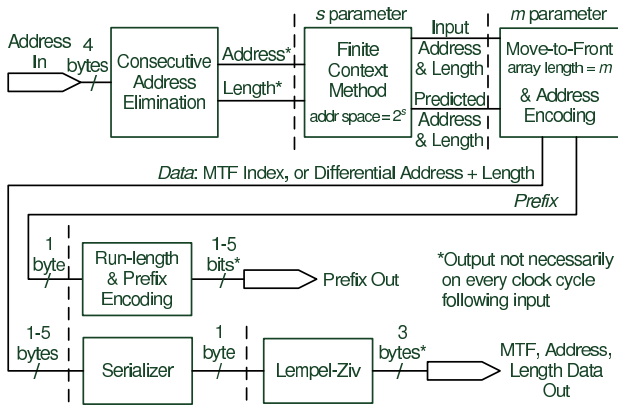 s parameter
m parameter
Address
In
4
bytes
Consecutive
Address
Elimination
Address*
Length*
Finite
Context
Method
addr space = 2^s
Input
Address
& Length
Predicted
Address
& Length
Move-to-Front
array length = m
& Address
Encoding
Data: MTF Index, or Differential Address + Length
Prefix
1
byte
Run-length
& Prefix
Encoding
1-5
bits*
Prefix Out
*Output not necessarily
on every clock cycle
following input
1-5
bytes
Serializer
1
byte
Lempel-Ziv
3
bytes*
MTF, Address,
Length Data
Out